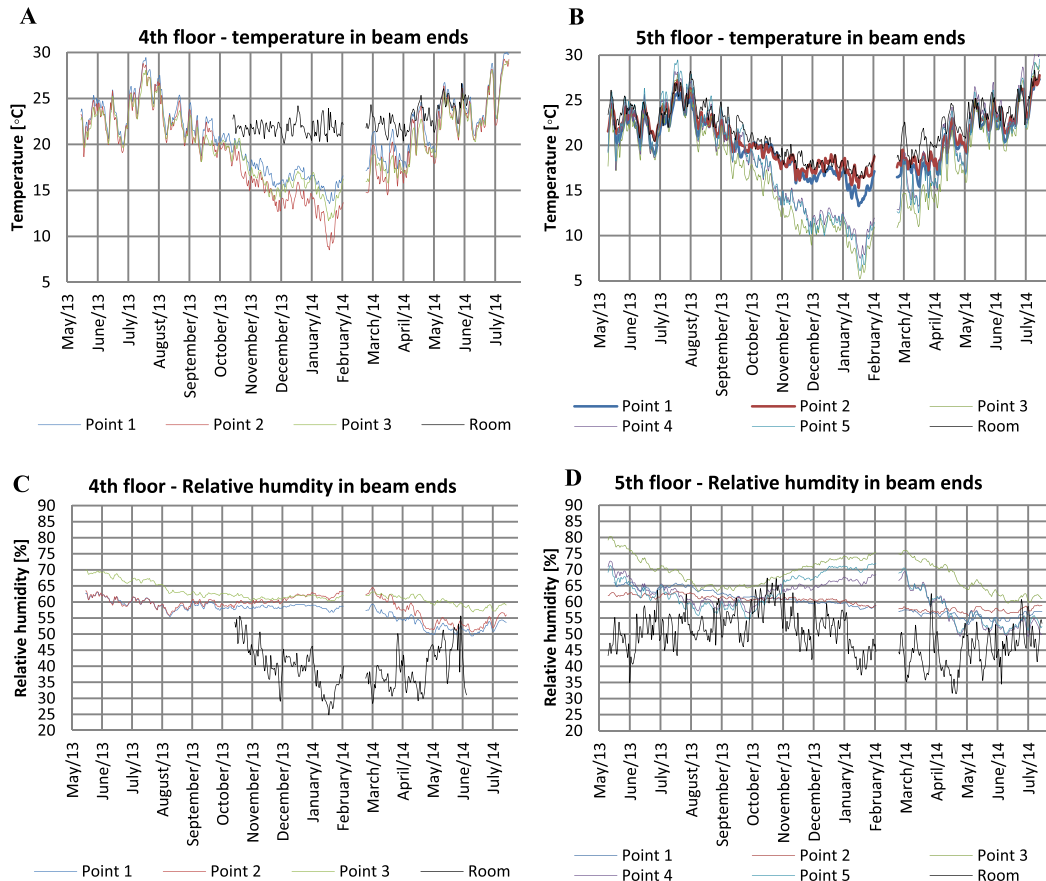 A
4th floor - temperature in beam ends
Temperature [◦C]
30
25
20
15
10
5
May/13
June/13
July/13
August/13
September/13
October/13
November/13
December/13
January/14
February/14
March/14
April/14
May/14
June/14
July/14
Point 1
Point 2
Point 3
Room
B
5th floor - temperature in beam ends
Temperature [◦C]
30
25
20
15
10
5
May/13
June/13
July/13
August/13
September/13
October/13
November/13
December/13
January/14
February/14
March/14
April/14
May/14
June/14
July/14
Point 1
Point 2
Point 3
Point 4
Point 5
Room
C
4th floor - Relative humdity in beam ends
Relative humidity [%]
90
85
80
75
70
65
60
55
50
45
40
35
30
25
20
May/13
June/13
July/13
August/13
September/13
October/13
November/13
December/13
January/14
February/14
March/14
April/14
May/14
June/14
July/14
Point 1
Point 2
Point 3
Room
D
5th floor - Relative humdity in beam ends
Relative humidity [%]
90
85
80
75
70
65
60
55
50
45
40
35
30
25
20
May/13
June/13
July/13
August/13
September/13
October/13
November/13
December/13
January/14
February/14
March/14
April/14
May/14
June/14
July/14
Point 1
Point 2
Point 3
Point 4
Point 5
Room